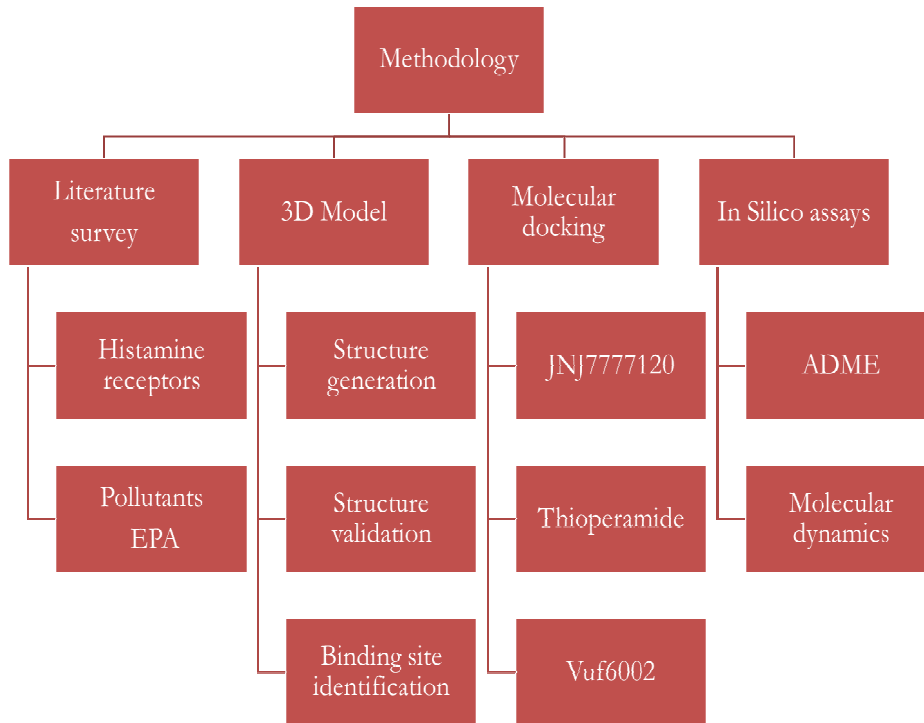 Methodology
Literature
survey
3D Model
Molecular
docking
In Silico assays
Histamine
receptors
Pollutants
EPA
Structure
generation
Structure
validation
Binding site
identification
JNJ7777120
Thioperamide
Vuf6002
ADME
Molecular
dynamics